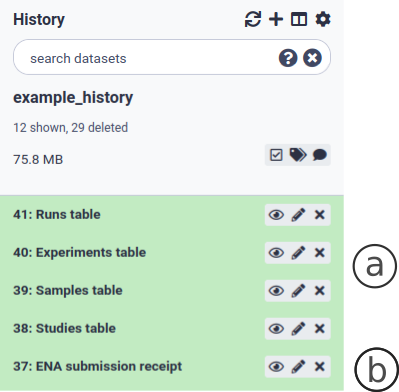 History
search datasets
example_history
12 shown, 29 deleted
75.8 MB
41: Runs table
40: Experiments table
a
39: Samples table
38: Studies table
37: ENA submission receipt
b